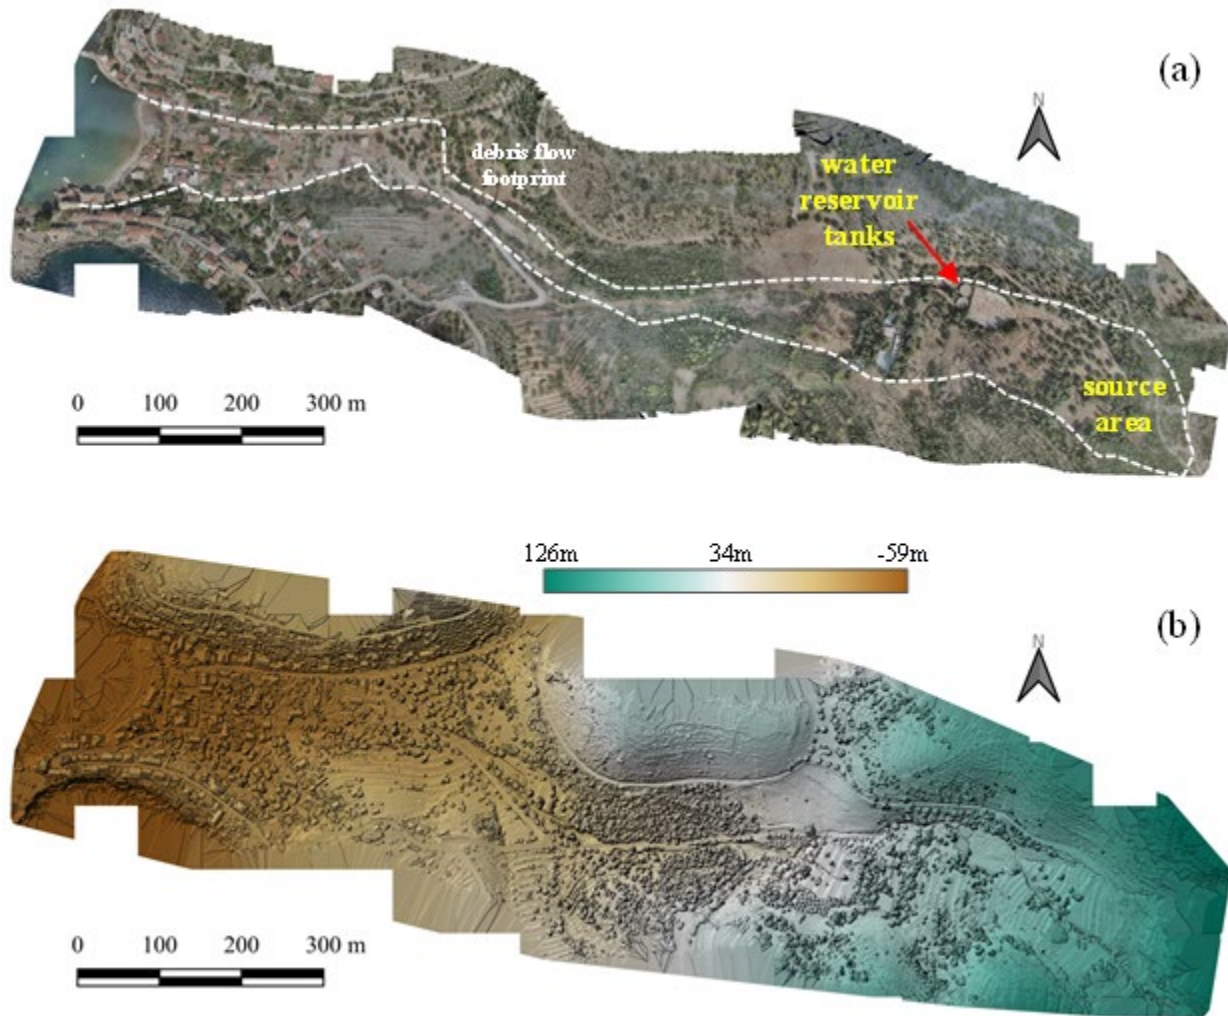 (a)
N
debris flow
footprint
water
reservoir
tanks
source
area
0 100 200 300 m
126m 34m -59m
(b)
N
0 100 200 300 m